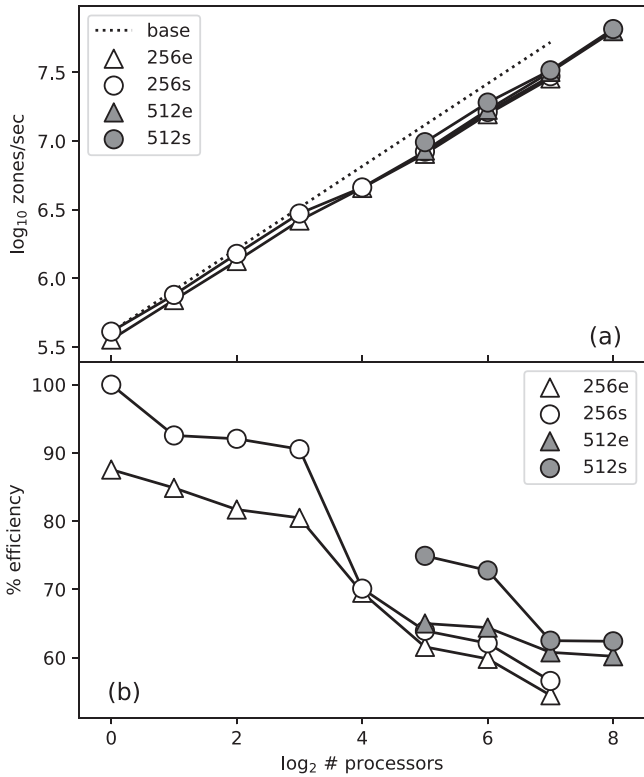 base
256e
256s
512e
512s
7.5
7.0
6.5
6.0
5.5
log₁₀ zones/sec
(a)
256e
256s
512e
512s
100
90
80
70
60
% efficiency
(b)
0
2
4
6
8
log₂ # processors